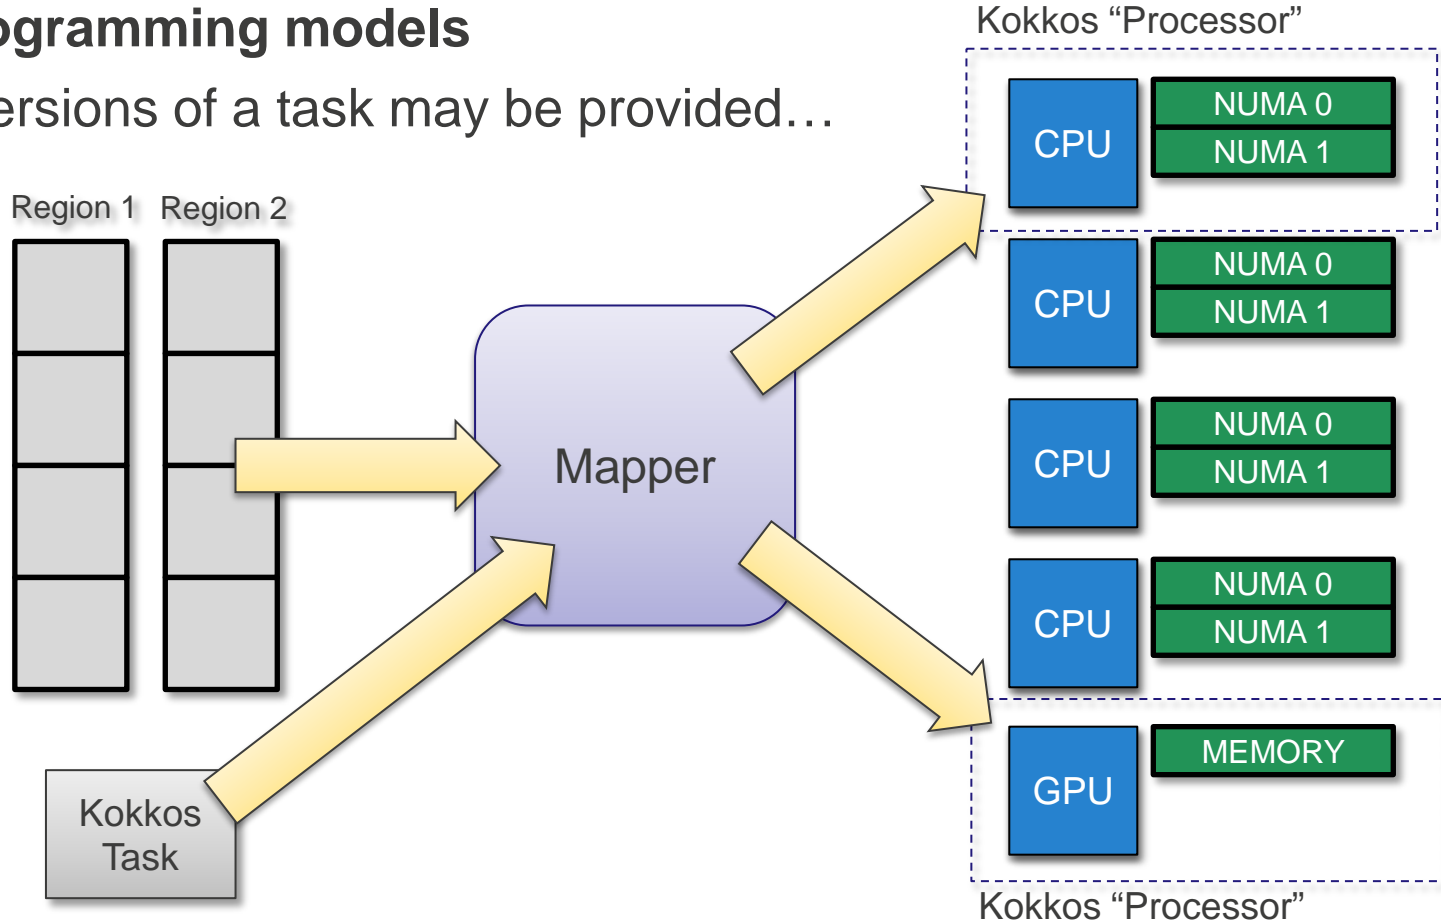 ogramming models
ersions of a task may be provided…
Kokkos “Processor”
CPU
NUMA 0
NUMA 1
Region 1
Region 2
CPU
NUMA 0
NUMA 1
Mapper
CPU
NUMA 0
NUMA 1
CPU
NUMA 0
NUMA 1
Kokkos
Task
GPU
MEMORY
Kokkos “Processor”